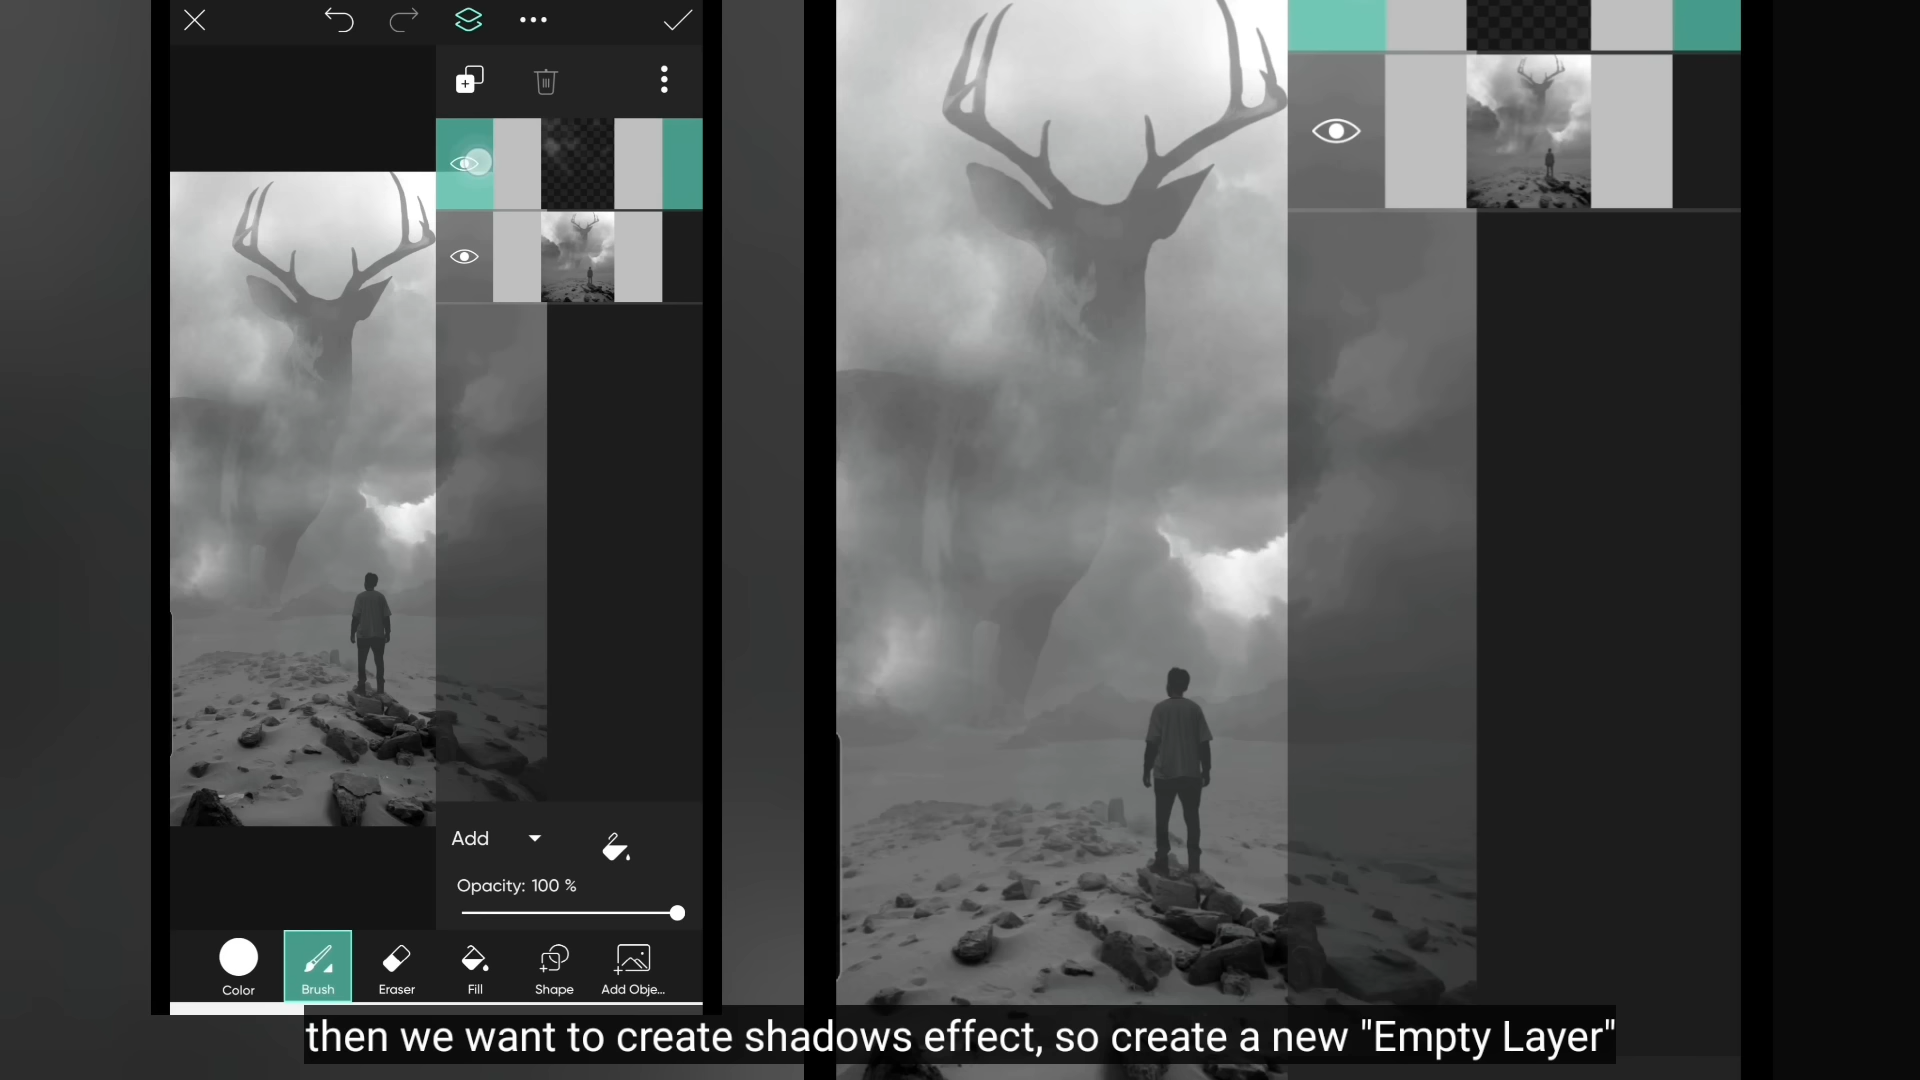 Add
Opacity: 100 %
Color
Brush
Eraser
Fill
Shape
Add Obje...
then we want to create shadows effect, so create a new "Empty Layer"